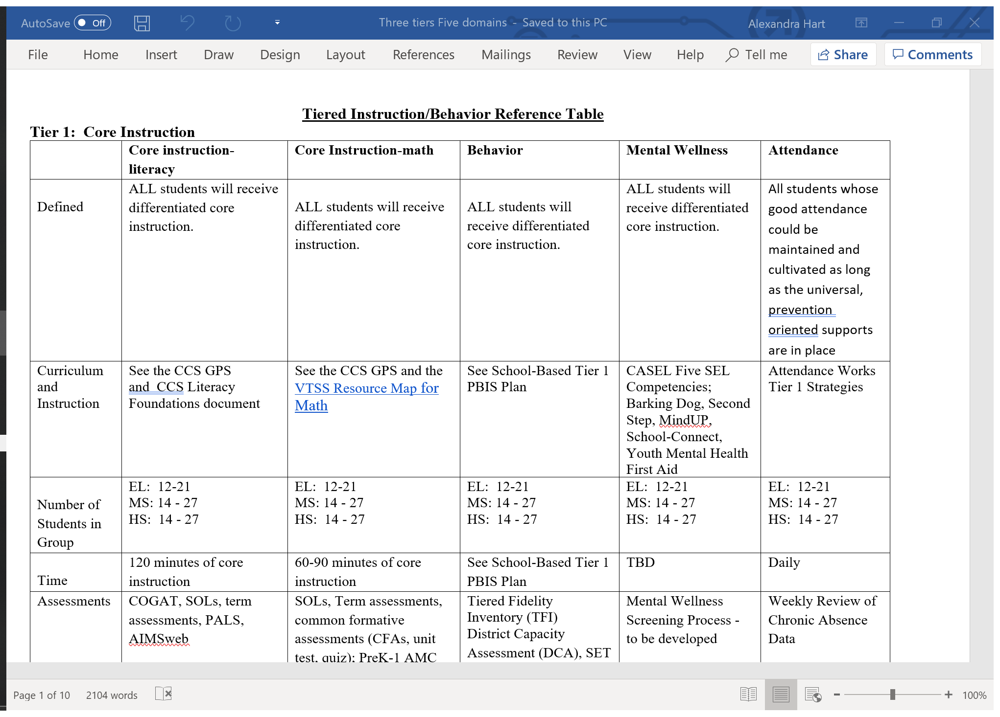 AutoSave Off Three tiers Five domains - Saved to this PC Alexandra Hart
File Home Insert Draw Design Layout References Mailings Review View Help Tell me Share Comments
Tiered Instruction/Behavior Reference Table
Tier 1:  Core Instruction
Core instruction-
literacy
Core Instruction-math
Behavior
Mental Wellness
Attendance
Defined
ALL students will receive
differentiated core
instruction.
ALL students will receive
differentiated core
instruction.
ALL students will
receive differentiated
core instruction.
ALL students will
receive differentiated
core instruction.
All students whose
good attendance
could be
maintained and
cultivated as long
as the universal,
prevention
oriented supports
are in place
Curriculum
and
Instruction
See the CCS GPS
and  CCS Literacy
Foundations document
See the CCS GPS and the
VTSS Resource Map for
Math
See School-Based Tier 1
PBIS Plan
CASEL Five SEL
Competencies;
Barking Dog, Second
Step, MindUP,
School-Connect,
Youth Mental Health
First Aid
Attendance Works
Tier 1 Strategies
Number of
Students in
Group
EL:  12-21
MS: 14 - 27
HS:  14 - 27
EL:  12-21
MS: 14 - 27
HS:  14 - 27
EL:  12-21
MS: 14 - 27
HS:  14 - 27
EL:  12-21
MS: 14 - 27
HS:  14 - 27
EL:  12-21
MS: 14 - 27
HS:  14 - 27
Time
120 minutes of core
instruction
60-90 minutes of core
instruction
See School-Based Tier 1
PBIS Plan
TBD
Daily
Assessments
COGAT, SOLs, term
assessments, PALS,
AIMSweb
SOLs, Term assessments,
common formative
assessments (CFAs, unit
test, quiz); PreK-1 AMC
Tiered Fidelity
Inventory (TFI)
District Capacity
Assessment (DCA), SET
Mental Wellness
Screening Process -
to be developed
Weekly Review of
Chronic Absence
Data
Page 1 of 10 2104 words 100%